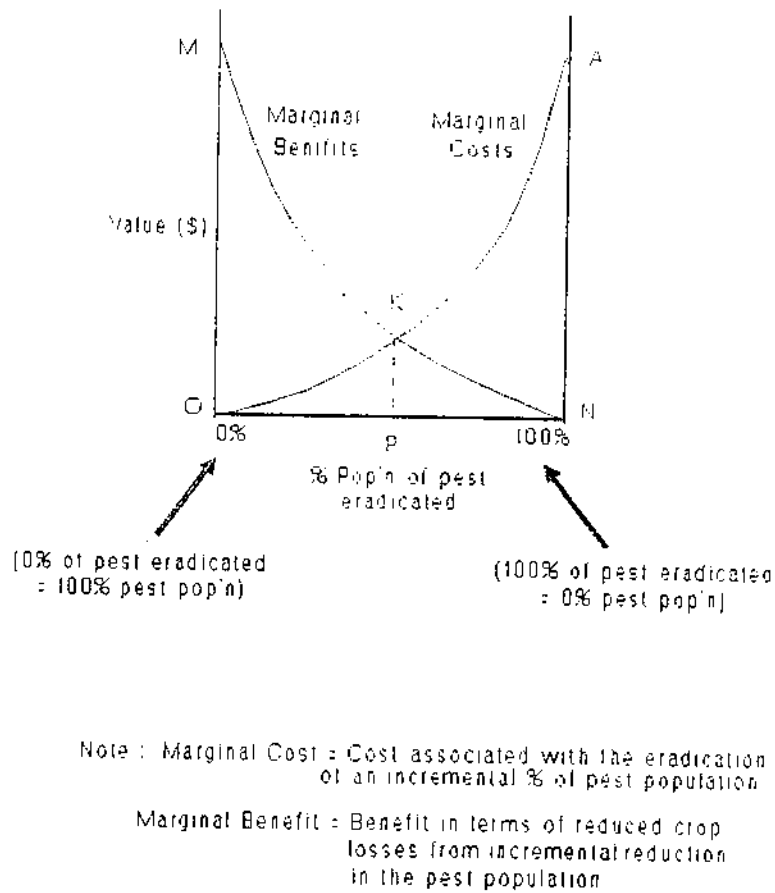 M
A
Marginal
Benifits
Marginal
Costs
Value ($)
K
O
N
0%
P
100%
% Pop'n of pest
eradicated
[0% of pest eradicated
= 100% pest pop'n)
(100% of pest eradicated
= 0% pest pop'n]
Note : Marginal Cost = Cost associated with the eradication
of an incremental % of pest population
Marginal Benefit = Benefit in terms of reduced crop
losses from incremental reduction
in the pest population